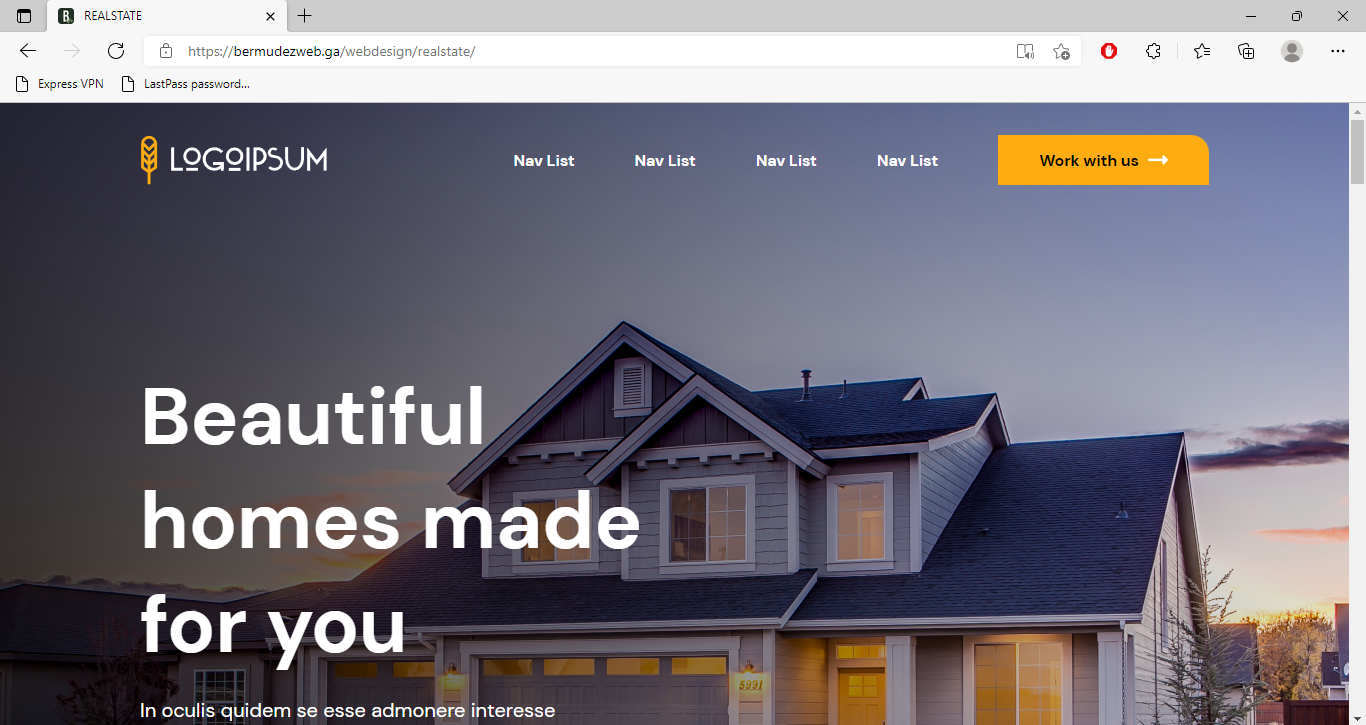 REALSTATE
https://bermudezweb.ga/webdesign/realstate/
Express VPN
LastPass password...
LOGOIPSUM
Nav List
Nav List
Nav List
Nav List
Work with us
Beautiful
homes made
for you
5991
In oculis quidem se esse admonere interesse